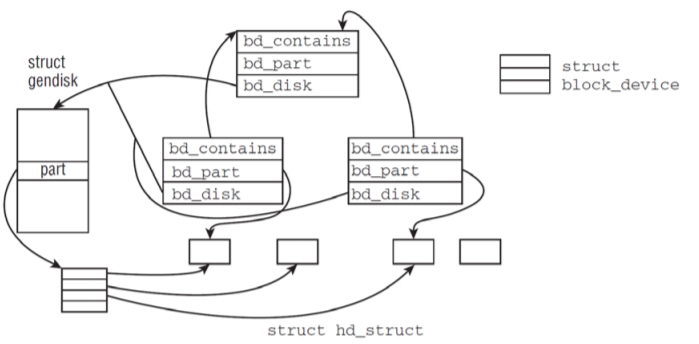 struct
gendisk
bd_contains
bd_part
bd_disk
struct
block_device
part
bd_contains
bd_part
bd_disk
bd_contains
bd_part
bd_disk
struct hd_struct